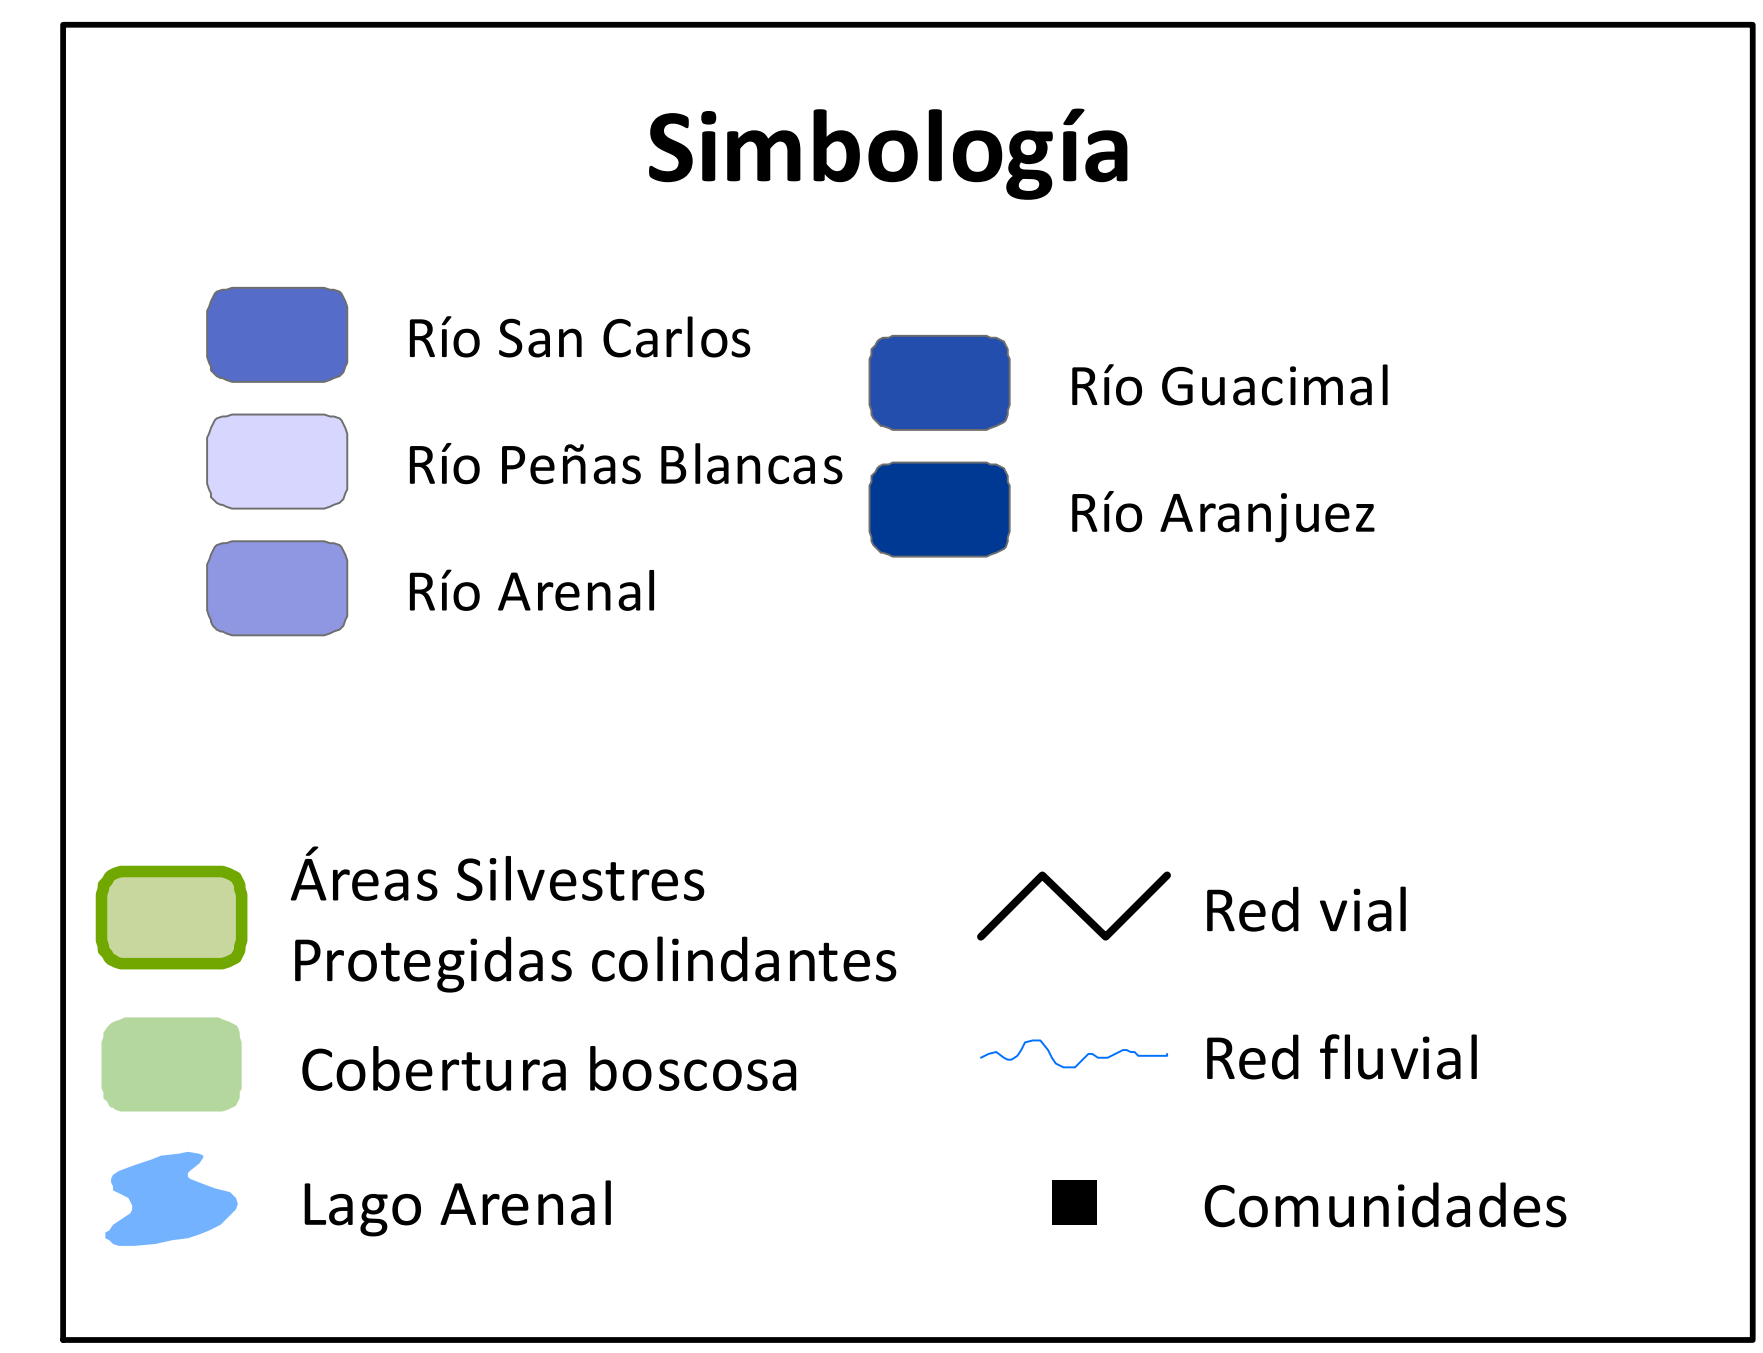 Simbología
Río San Carlos
Río Peñas Blancas
Río Arenal
Río Guacimal
Río Aranjuez
Áreas Silvestres
Protegidas colindantes
Cobertura boscosa
Lago Arenal
Red vial
Red fluvial
Comunidades